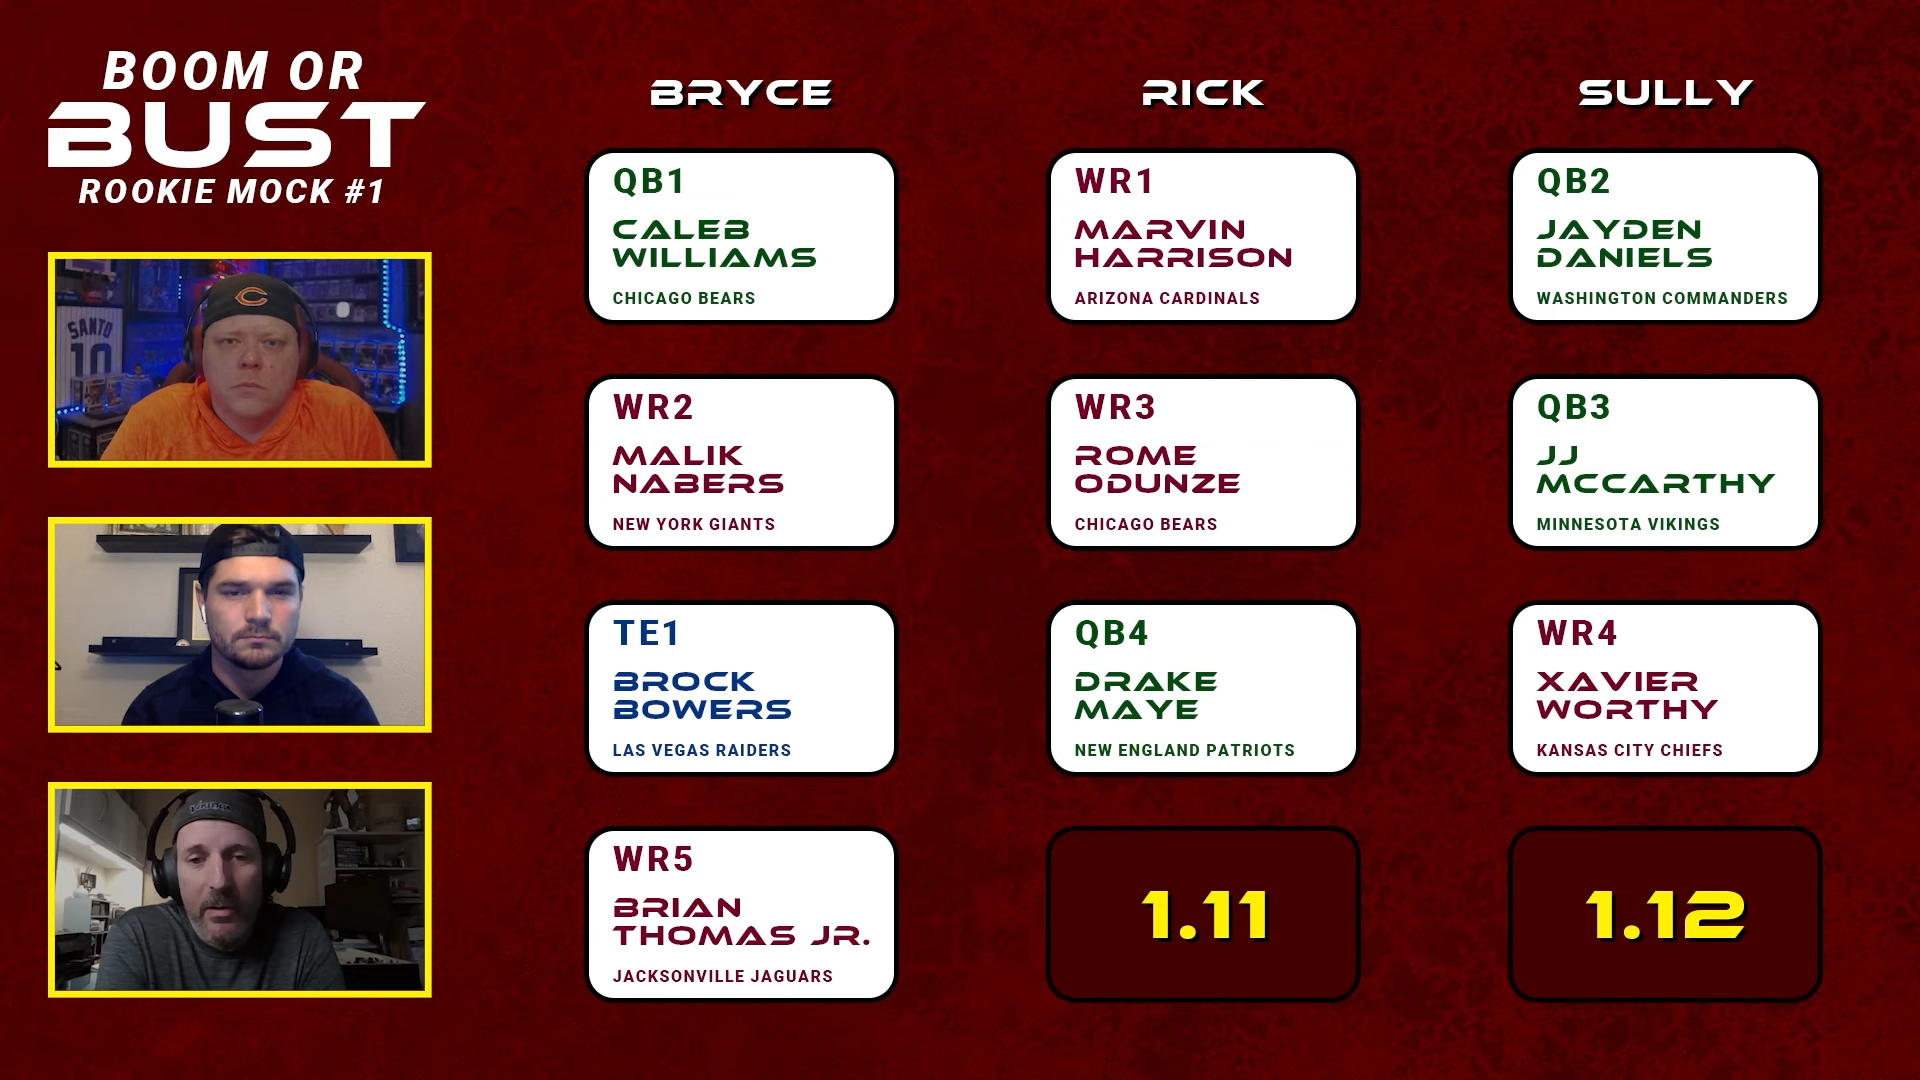 BOOM OR
BUST
ROOKIE MOCK #1
SANTO
10
BRYCE
RICK
SULLY
QB1
CALEB
WILLIAMS
CHICAGO BEARS
WR1
MARVIN
HARRISON
ARIZONA CARDINALS
QB2
JAYDEN
DANIELS
WASHINGTON COMMANDERS
WR2
MALIK
NABERS
NEW YORK GIANTS
WR3
ROME
ODUNZE
CHICAGO BEARS
QB3
JJ
MCCARTHY
MINNESOTA VIKINGS
TE1
BROCK
BOWERS
LAS VEGAS RAIDERS
QB4
DRAKE
MAYE
NEW ENGLAND PATRIOTS
WR4
XAVIER
WORTHY
KANSAS CITY CHIEFS
WR5
BRIAN
THOMAS JR.
JACKSONVILLE JAGUARS
1.11
1.12